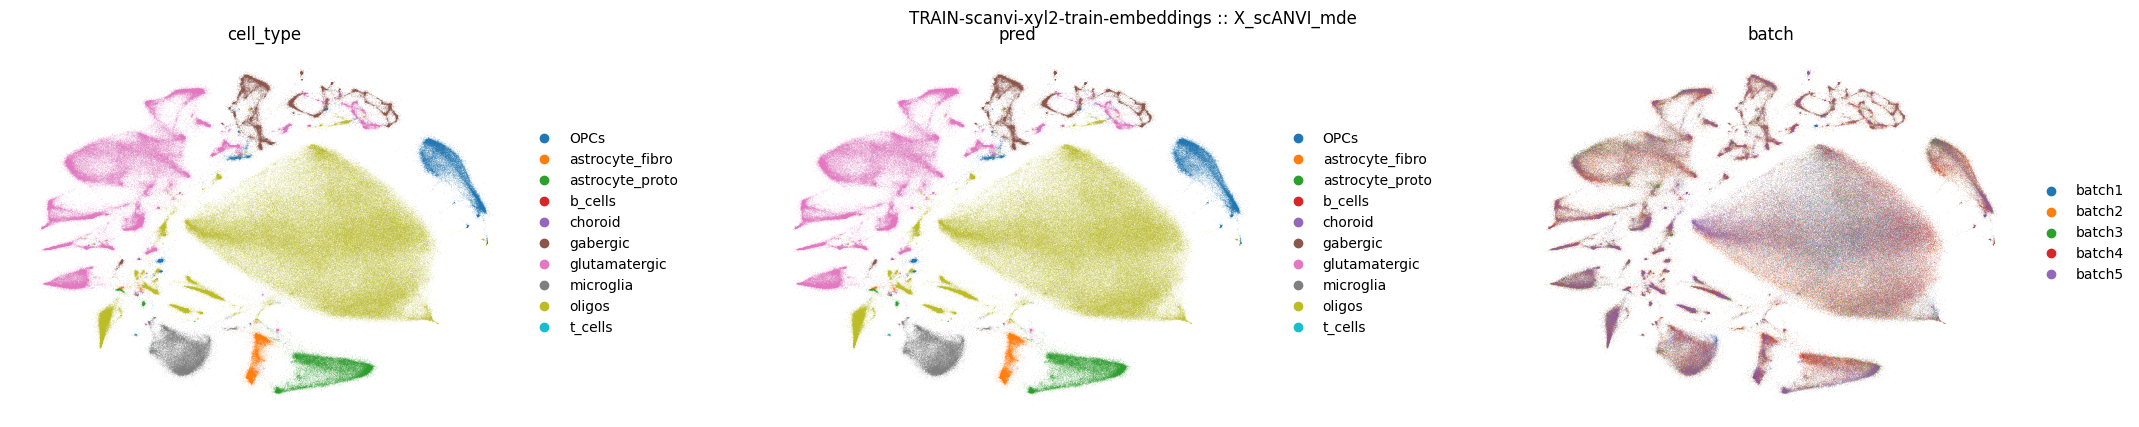 TRAIN-scanvi-xyl2-train-embeddings :: X_scANVI_mde
cell_type
OPCs
astrocyte_fibro
astrocyte_proto
b_cells
choroid
gabergic
glutamatergic
microglia
oligos
t_cells
pred
OPCs
astrocyte_fibro
astrocyte_proto
b_cells
choroid
gabergic
glutamatergic
microglia
oligos
t_cells
batch
batch1
batch2
batch3
batch4
batch5